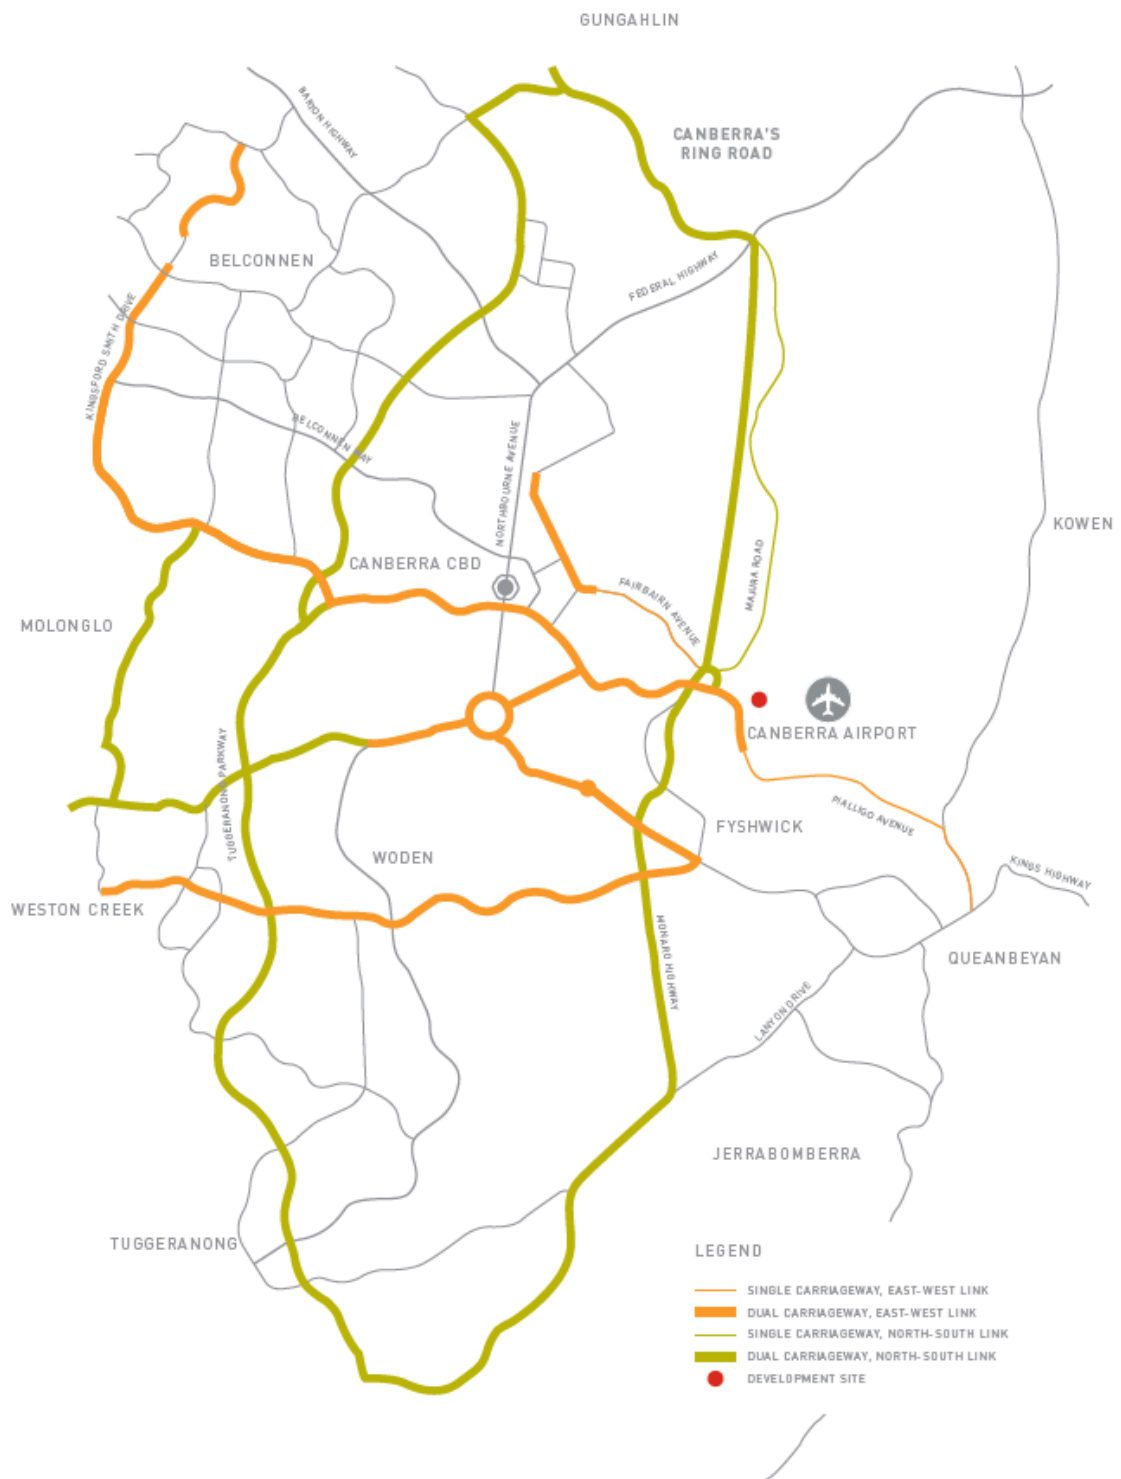 GUNGAHLIN
BARTON HIGHWAY
CANBERRA'S
RING ROAD
BELCONNEN
FEDERAL HIGHWAY
KINGSFORD SMITH DRIVE
BELCONNEN WAY
NORTHBOURNE AVENUE
KOWEN
CANBERRA CBD
FAIRBAIRN AVENUE
MAJURA ROAD
MOLONGLO
CANBERRA AIRPORT
TUGGERANONG PARKWAY
PIALLIGO AVENUE
FYSHWICK
WODEN
KINGS HIGHWAY
WESTON CREEK
MONARO HIGHWAY
QUEANBEYAN
LANYON DRIVE
JERRABOMBERRA
TUGGERANONG
LEGEND
SINGLE CARRIAGEWAY, EAST-WEST LINK
DUAL CARRIAGEWAY, EAST-WEST LINK
SINGLE CARRIAGEWAY, NORTH-SOUTH LINK
DUAL CARRIAGEWAY, NORTH-SOUTH LINK
DEVELOPMENT SITE